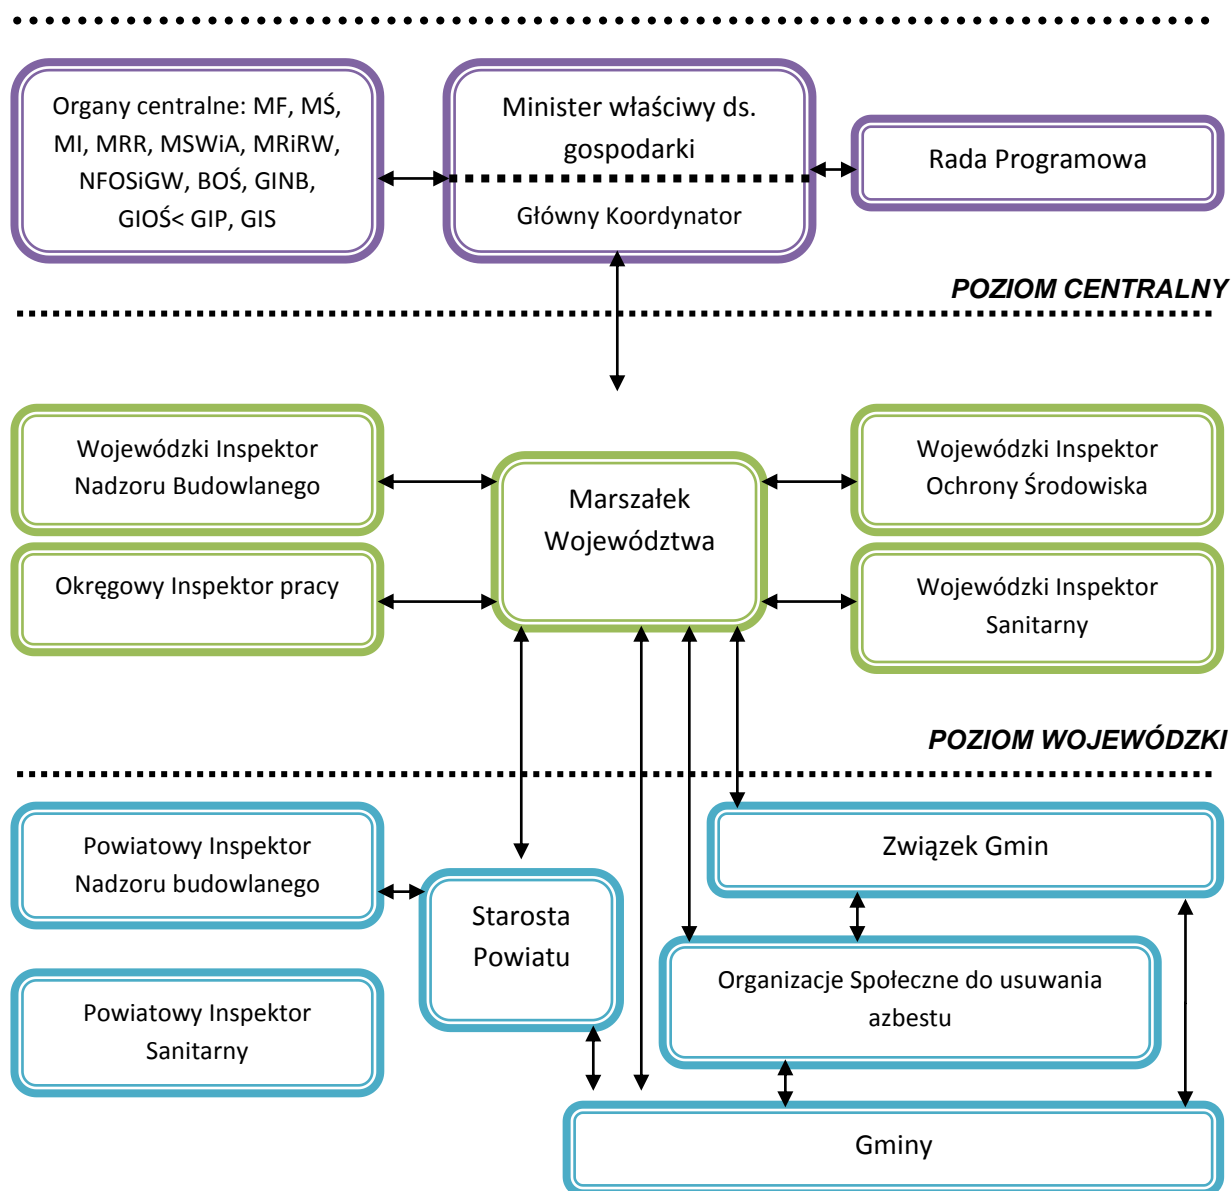 Organy centralne: MF, MŚ,
MI, MRR, MSWiA, MRiRW,
NFOSiGW, BOŚ, GINB,
GIOŚ< GIP, GIS
Minister właściwy ds.
gospodarki
Główny Koordynator
Rada Programowa
POZIOM CENTRALNY
Wojewódzki Inspektor
Nadzoru Budowlanego
Okręgowy Inspektor pracy
Marszałek
Województwa
Wojewódzki Inspektor
Ochrony Środowiska
Wojewódzki Inspektor
Sanitarny
POZIOM WOJEWÓDZKI
Powiatowy Inspektor
Nadzoru budowlanego
Powiatowy Inspektor
Sanitarny
Starosta
Powiatu
Związek Gmin
Organizacje Społeczne do usuwania
azbestu
Gminy